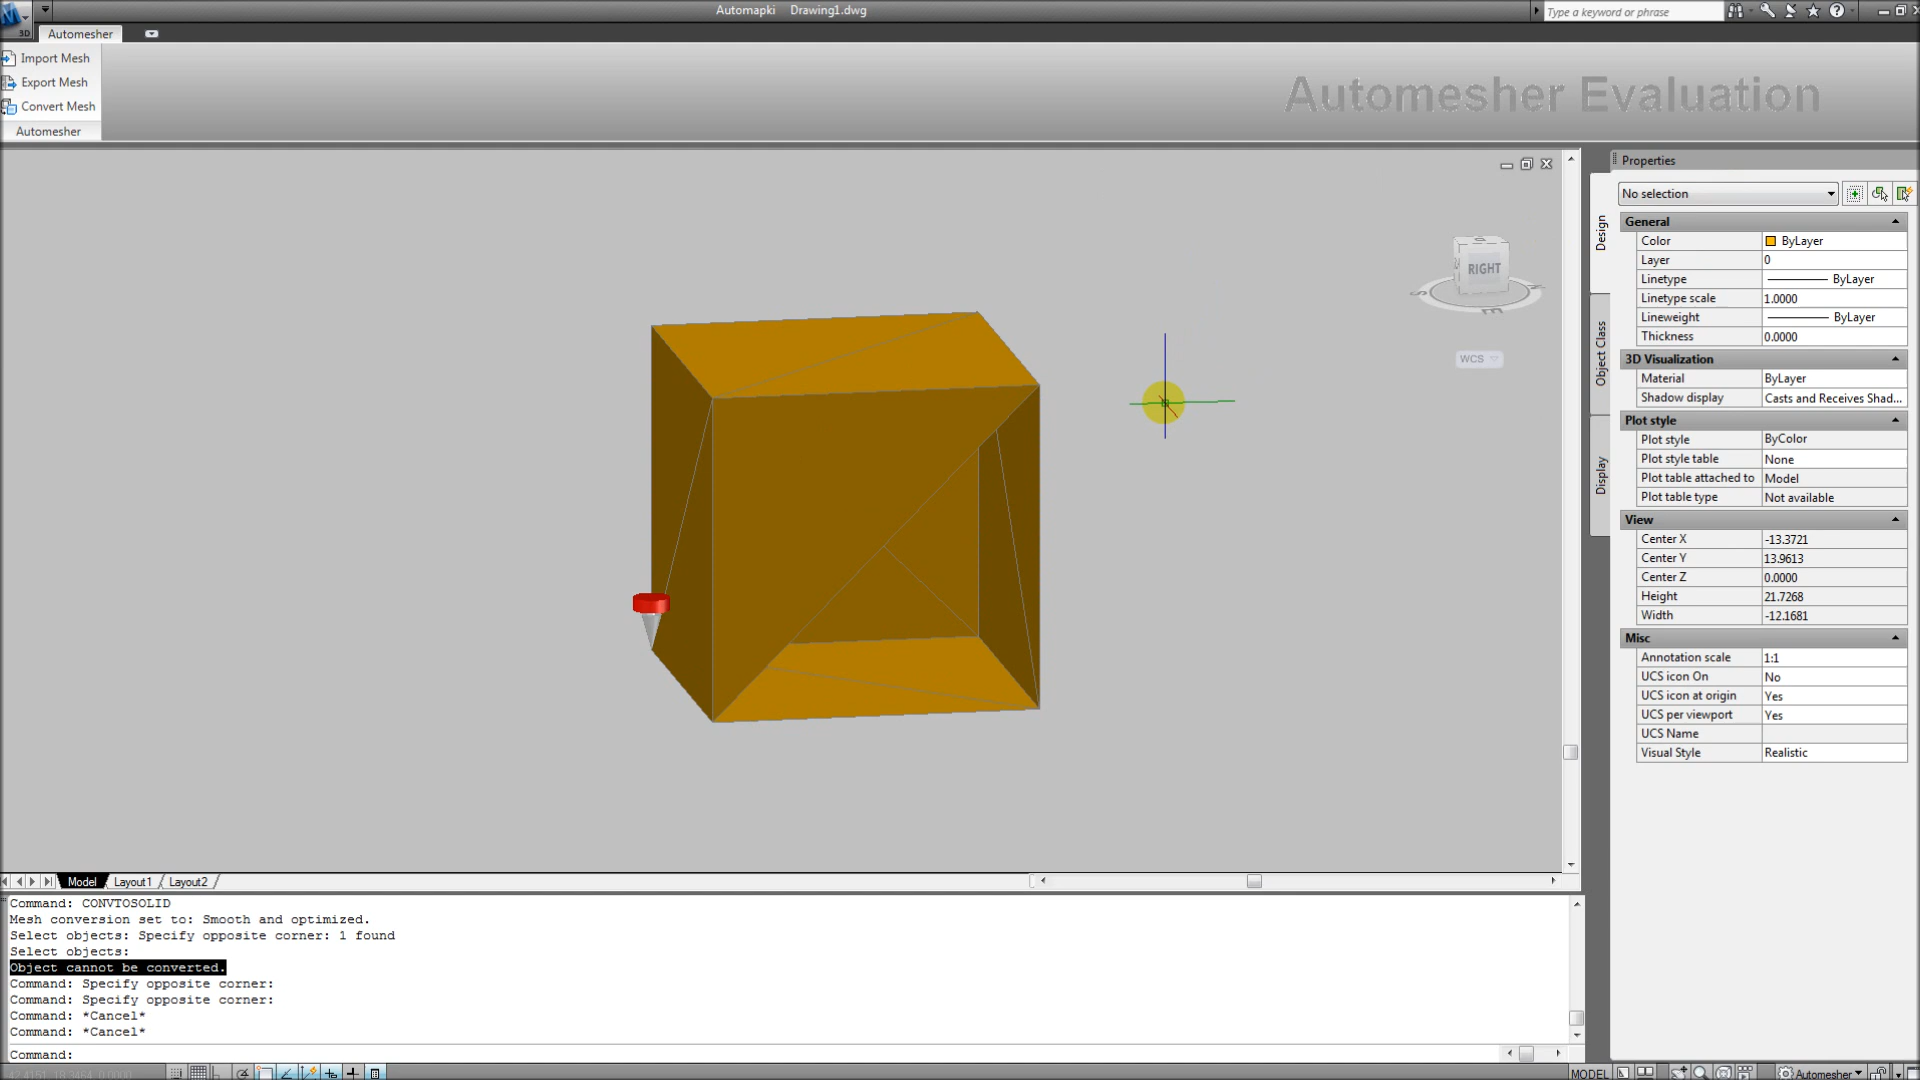 Automapki Drawing1.dwg
Type a keyword or phrase
3D
Automesher
Import Mesh
Export Mesh
Convert Mesh
Automesher
Automesher Evaluation
RIGHT
S
N
E
WCS
Properties
No selection
Design
Object Class
Display
General
Color ByLayer
Layer 0
Linetype ByLayer
Linetype scale 1.0000
Lineweight ByLayer
Thickness 0.0000
3D Visualization
Material ByLayer
Shadow display Casts and Receives Shad...
Plot style
Plot style ByColor
Plot style table None
Plot table attached to Model
Plot table type Not available
View
Center X -13.3721
Center Y 13.9613
Center Z 0.0000
Height 21.7268
Width -12.1681
Misc
Annotation scale 1:1
UCS icon On No
UCS icon at origin Yes
UCS per viewport Yes
UCS Name
Visual Style Realistic
Model Layout1 Layout2
Command: CONVTOSOLID
Mesh conversion set to: Smooth and optimized.
Select objects: Specify opposite corner: 1 found
Select objects:
Object cannot be converted.
Command: Specify opposite corner:
Command: Specify opposite corner:
Command: *Cancel*
Command: *Cancel*
Command:
MODEL
Automesher